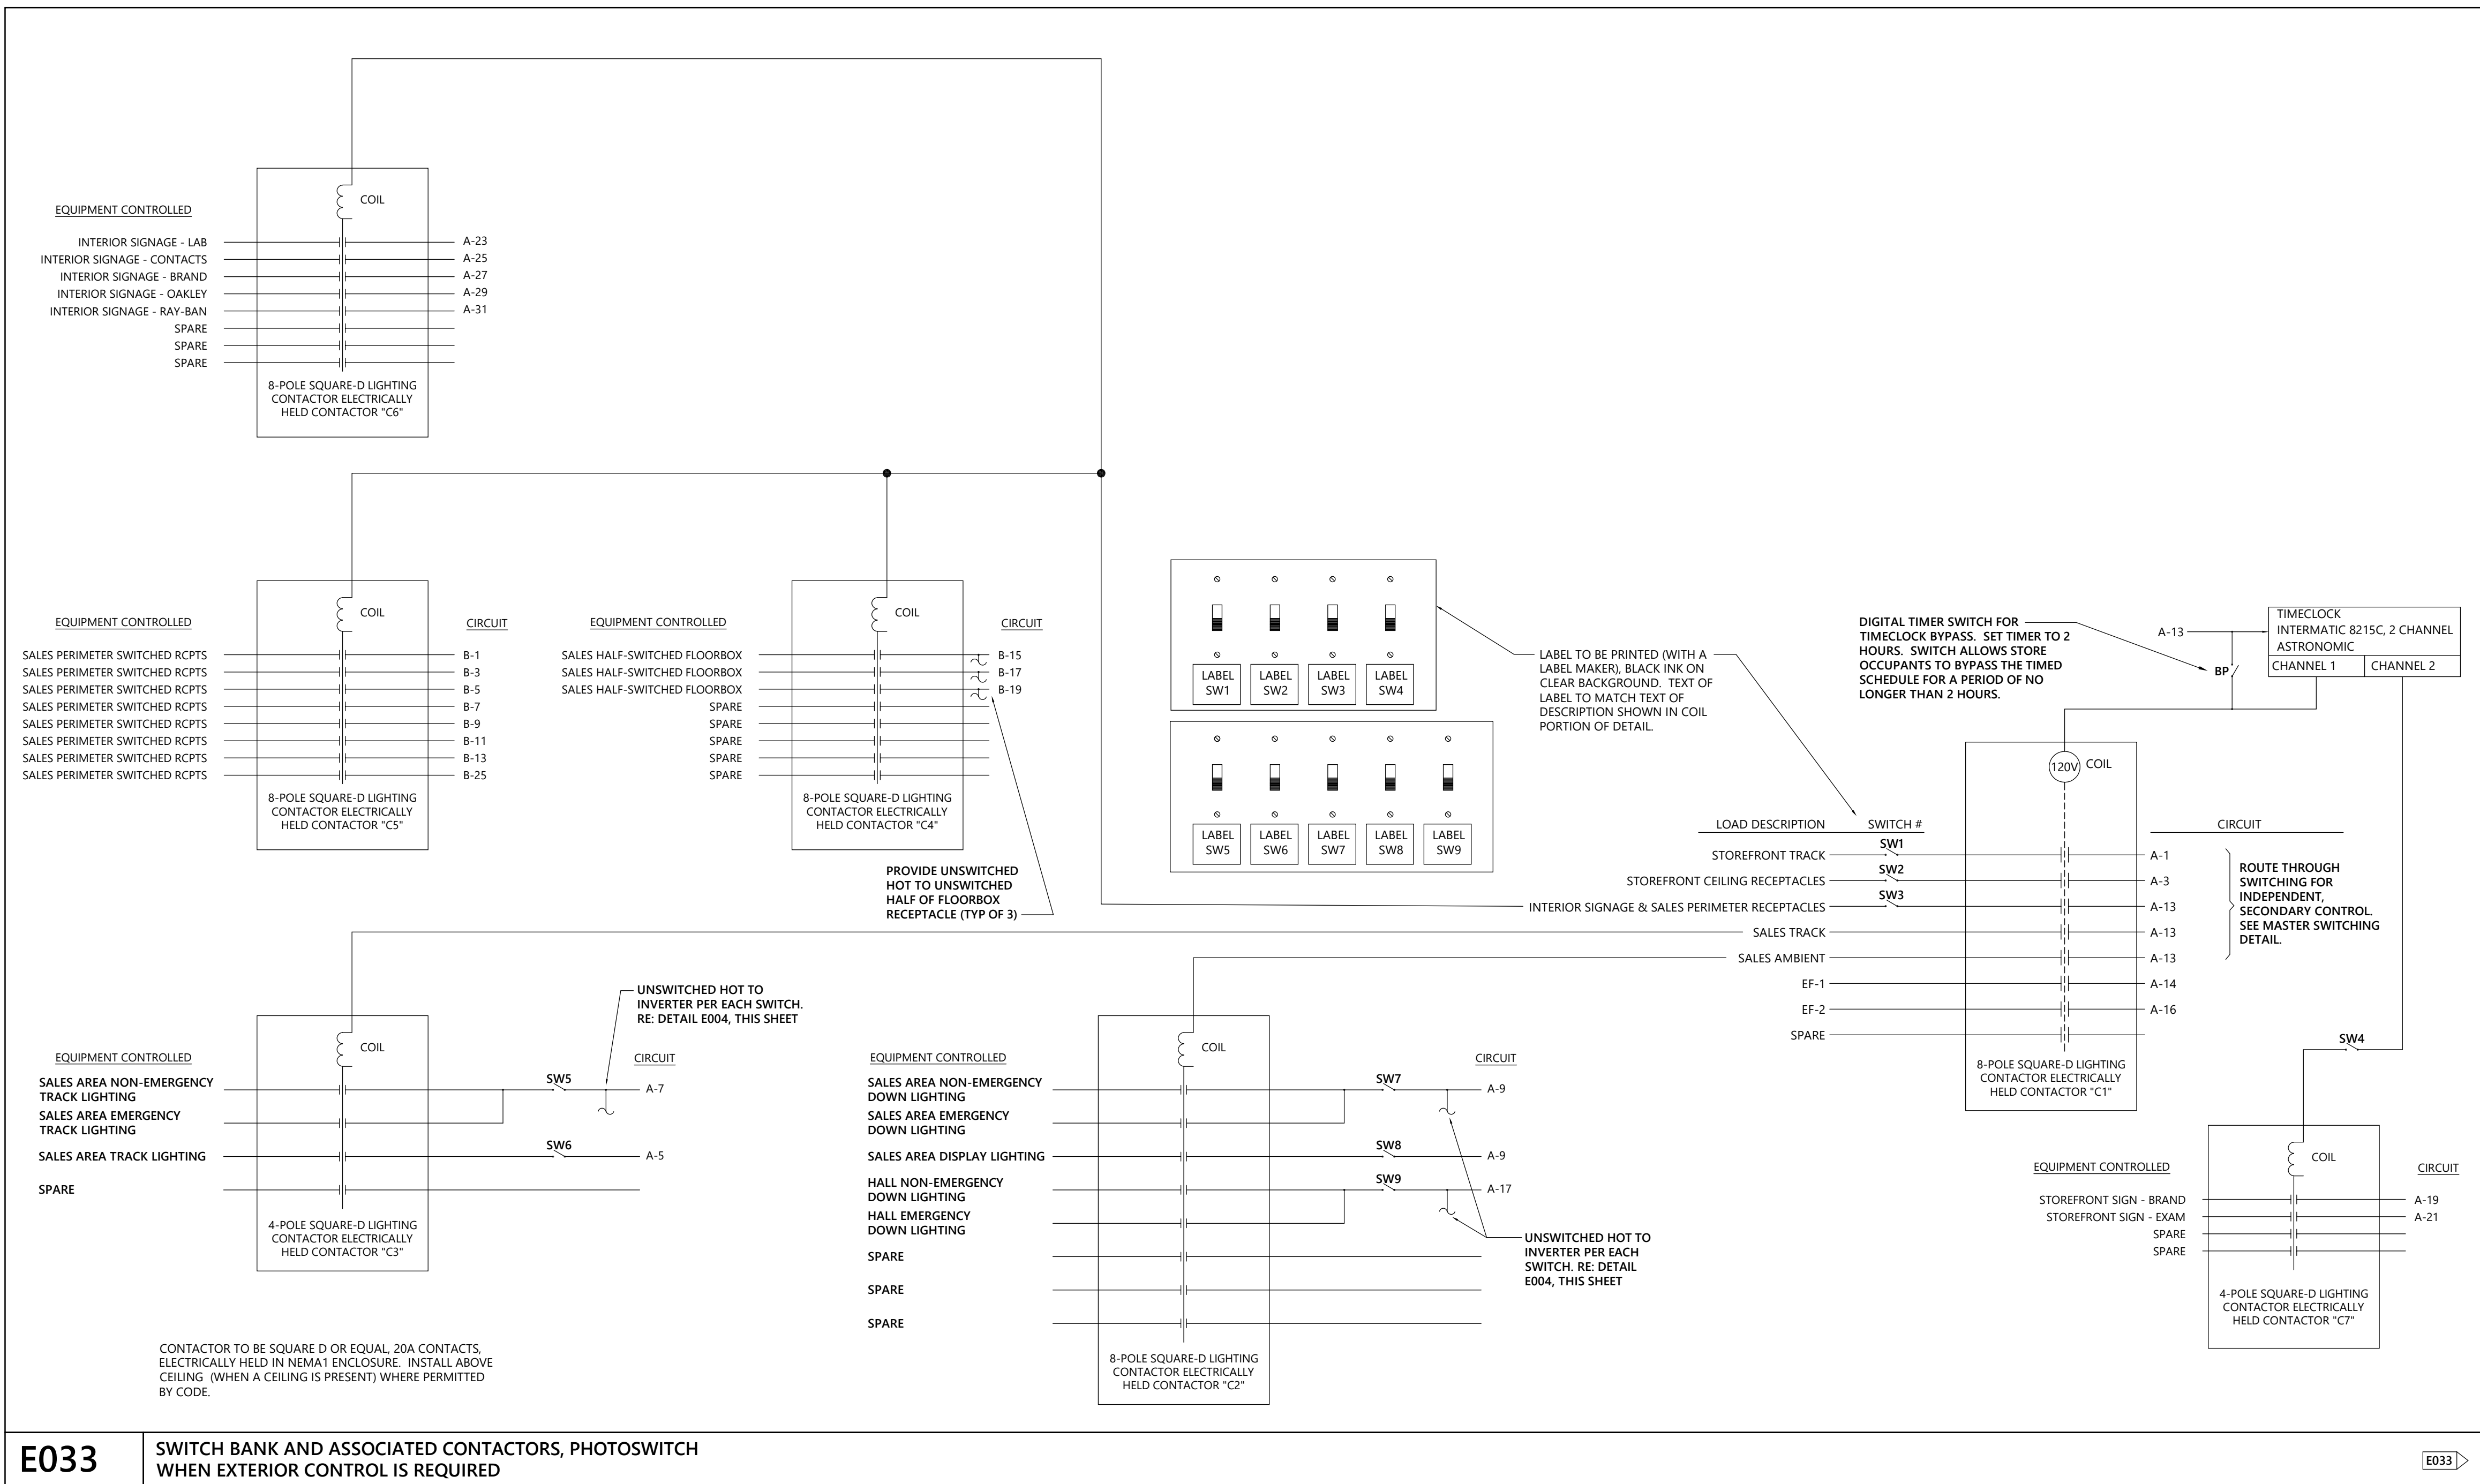 COIL
EQUIPMENT CONTROLLED
INTERIOR SIGNAGE - LAB
A-23
INTERIOR SIGNAGE - CONTACTS
A-25
INTERIOR SIGNAGE - BRAND
A-27
INTERIOR SIGNAGE - OAKLEY
A-29
INTERIOR SIGNAGE - RAY-BAN
A-31
SPARE
SPARE
SPARE
8-POLE SQUARE-D LIGHTING
CONTACTOR ELECTRICALLY
HELD CONTACTOR "C6"
COIL
EQUIPMENT CONTROLLED
CIRCUIT
SALES PERIMETER SWITCHED RCPTS
B-1
SALES PERIMETER SWITCHED RCPTS
B-3
SALES PERIMETER SWITCHED RCPTS
B-5
SALES PERIMETER SWITCHED RCPTS
B-7
SALES PERIMETER SWITCHED RCPTS
B-9
SALES PERIMETER SWITCHED RCPTS
B-11
SALES PERIMETER SWITCHED RCPTS
B-13
SALES PERIMETER SWITCHED RCPTS
B-25
8-POLE SQUARE-D LIGHTING
CONTACTOR ELECTRICALLY
HELD CONTACTOR "C5"
COIL
EQUIPMENT CONTROLLED
CIRCUIT
SALES HALF-SWITCHED FLOORBOX
B-15
SALES HALF-SWITCHED FLOORBOX
B-17
SALES HALF-SWITCHED FLOORBOX
B-19
SPARE
SPARE
SPARE
SPARE
SPARE
8-POLE SQUARE-D LIGHTING
CONTACTOR ELECTRICALLY
HELD CONTACTOR "C4"
PROVIDE UNSWITCHED
HOT TO UNSWITCHED
HALF OF FLOORBOX
RECEPTACLE (TYP OF 3)
LABEL
SW1
LABEL
SW2
LABEL
SW3
LABEL
SW4
LABEL
SW5
LABEL
SW6
LABEL
SW7
LABEL
SW8
LABEL
SW9
LABEL TO BE PRINTED (WITH A
LABEL MAKER), BLACK INK ON
CLEAR BACKGROUND. TEXT OF
LABEL TO MATCH TEXT OF
DESCRIPTION SHOWN IN COIL
PORTION OF DETAIL.
DIGITAL TIMER SWITCH FOR
TIMECLOCK BYPASS. SET TIMER TO 2
HOURS. SWITCH ALLOWS STORE
OCCUPANTS TO BYPASS THE TIMED
SCHEDULE FOR A PERIOD OF NO
LONGER THAN 2 HOURS.
A-13
BP
TIMECLOCK
INTERMATIC 8215C, 2 CHANNEL
ASTRONOMIC
CHANNEL 1
CHANNEL 2
120V
COIL
LOAD DESCRIPTION
SWITCH #
CIRCUIT
STOREFRONT TRACK
SW1
A-1
STOREFRONT CEILING RECEPTACLES
SW2
A-3
INTERIOR SIGNAGE & SALES PERIMETER RECEPTACLES
SW3
A-13
SALES TRACK
A-13
SALES AMBIENT
A-13
EF-1
A-14
EF-2
A-16
SPARE
ROUTE THROUGH
SWITCHING FOR
INDEPENDENT,
SECONDARY CONTROL.
SEE MASTER SWITCHING
DETAIL.
8-POLE SQUARE-D LIGHTING
CONTACTOR ELECTRICALLY
HELD CONTACTOR "C1"
SW4
UNSWITCHED HOT TO
INVERTER PER EACH SWITCH.
RE: DETAIL E004, THIS SHEET
COIL
EQUIPMENT CONTROLLED
CIRCUIT
SALES AREA NON-EMERGENCY
TRACK LIGHTING
SW5
A-7
SALES AREA EMERGENCY
TRACK LIGHTING
SALES AREA TRACK LIGHTING
SW6
A-5
SPARE
4-POLE SQUARE-D LIGHTING
CONTACTOR ELECTRICALLY
HELD CONTACTOR "C3"
COIL
EQUIPMENT CONTROLLED
CIRCUIT
SALES AREA NON-EMERGENCY
DOWN LIGHTING
SW7
A-9
SALES AREA EMERGENCY
DOWN LIGHTING
SALES AREA DISPLAY LIGHTING
SW8
A-9
HALL NON-EMERGENCY
DOWN LIGHTING
SW9
A-17
HALL EMERGENCY
DOWN LIGHTING
SPARE
SPARE
SPARE
UNSWITCHED HOT TO
INVERTER PER EACH
SWITCH. RE: DETAIL
E004, THIS SHEET
8-POLE SQUARE-D LIGHTING
CONTACTOR ELECTRICALLY
HELD CONTACTOR "C2"
COIL
EQUIPMENT CONTROLLED
CIRCUIT
STOREFRONT SIGN - BRAND
A-19
STOREFRONT SIGN - EXAM
A-21
SPARE
SPARE
4-POLE SQUARE-D LIGHTING
CONTACTOR ELECTRICALLY
HELD CONTACTOR "C7"
CONTACTOR TO BE SQUARE D OR EQUAL, 20A CONTACTS,
ELECTRICALLY HELD IN NEMA1 ENCLOSURE. INSTALL ABOVE
CEILING (WHEN A CEILING IS PRESENT) WHERE PERMITTED
BY CODE.
E033
SWITCH BANK AND ASSOCIATED CONTACTORS, PHOTOSWITCH
WHEN EXTERIOR CONTROL IS REQUIRED
E033